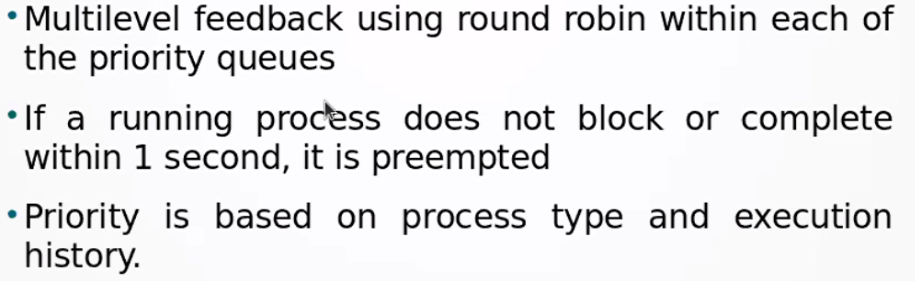 • Multilevel feedback using round robin within each of
the priority queues
• If a running process does not block or complete
within 1 second, it is preempted
• Priority is based on process type and execution
history.